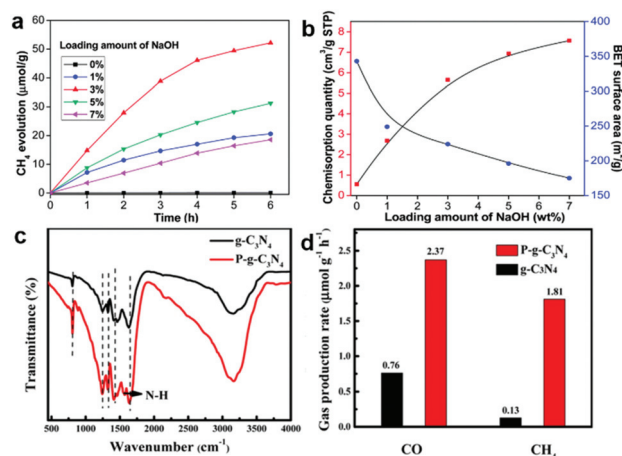 a
Loading amount of NaOH
0%
1%
3%
5%
7%
CH₄ evolution (μmol/g)
60
50
40
30
20
10
0
0 1 2 3 4 5 6
Time (h)
b
Chemisorption quantity (cm³/g STP)
8
7
6
5
4
3
2
1
0
BET surface area (m²/g)
400
350
300
250
200
150
0 1 2 3 4 5 6 7
Loading amount of NaOH (wt%)
c
g-C₃N₄
P-g-C₃N₄
Transmittance (%)
N-H
500 1000 1500 2000 2500 3000 3500 4000
Wavenumber (cm⁻¹)
d
P-g-C₃N₄
g-C3N4
Gas production rate (μmol g⁻¹ h⁻¹)
2.5
2.0
1.5
1.0
0.5
0.0
0.76
2.37
0.13
1.81
CO
CH₄